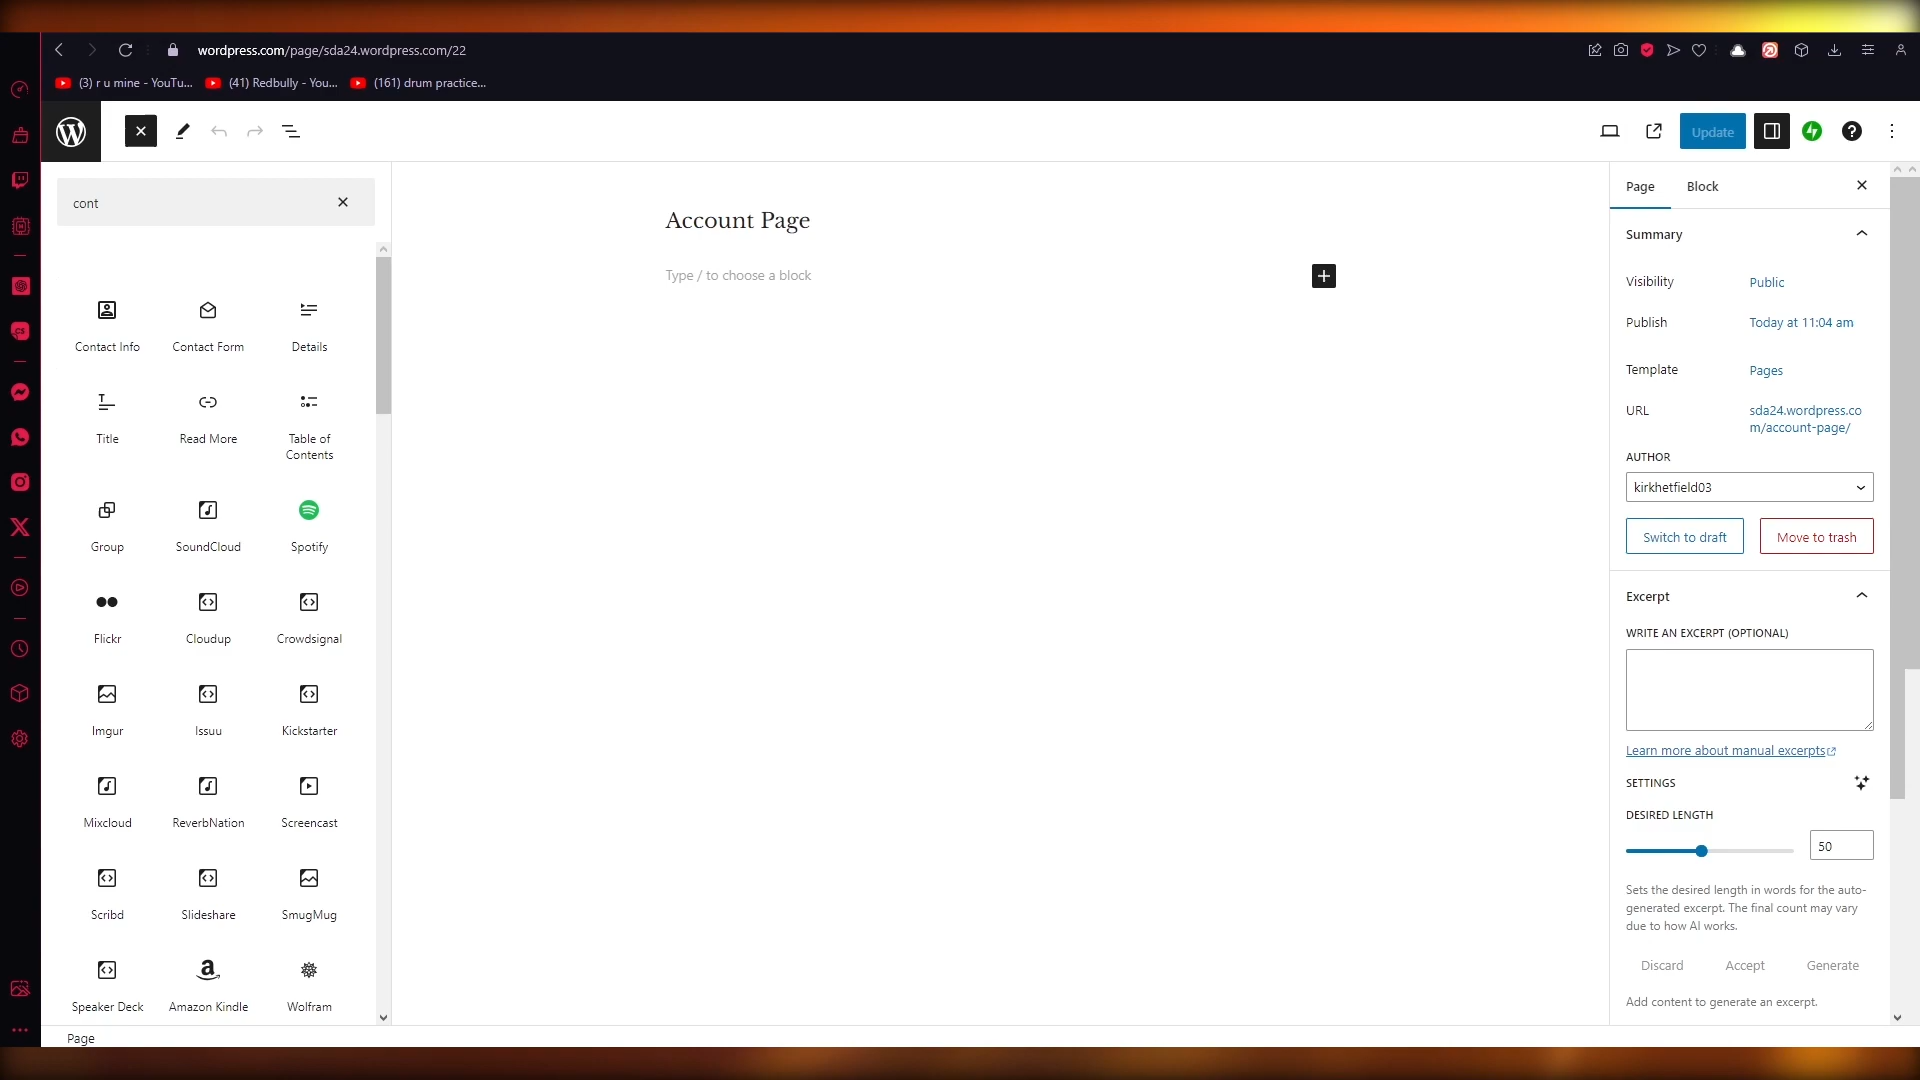 wordpress.com/page/sda24.wordpress.com/22
(3) r u mine - YouTu...
(41) Redbully - You...
(161) drum practice...
Update
cont
Contact Info
Contact Form
Details
Title
Read More
Table of
Contents
Group
SoundCloud
Spotify
Flickr
Cloudup
Crowdsignal
Imgur
Issuu
Kickstarter
Mixcloud
ReverbNation
Screencast
Scribd
Slideshare
SmugMug
Speaker Deck
Amazon Kindle
Wolfram
Page
Account Page
Type / to choose a block
Page
Block
Summary
Visibility
Public
Publish
Today at 11:04 am
Template
Pages
URL
sda24.wordpress.co
m/account-page/
AUTHOR
kirkhetfield03
Switch to draft
Move to trash
Excerpt
WRITE AN EXCERPT (OPTIONAL)
Learn more about manual excerpts
SETTINGS
DESIRED LENGTH
50
Sets the desired length in words for the auto-
generated excerpt. The final count may vary
due to how AI works.
Discard
Accept
Generate
Add content to generate an excerpt.